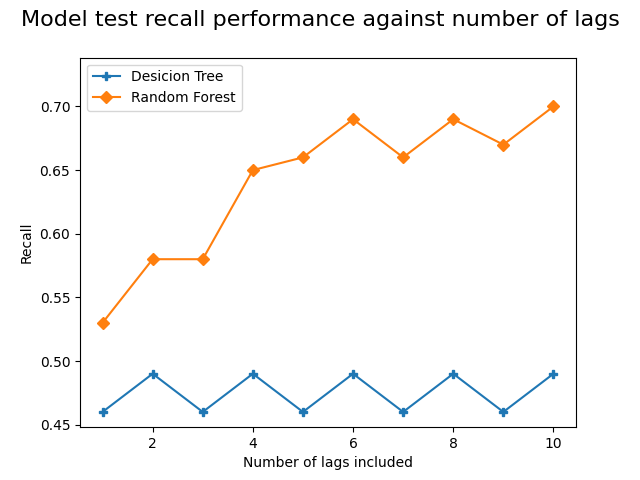 Model test recall performance against number of lags
Desicion Tree
Random Forest
0.70
0.65
0.60
0.55
0.50
0.45
Recall
2 4 6 8 10
Number of lags included